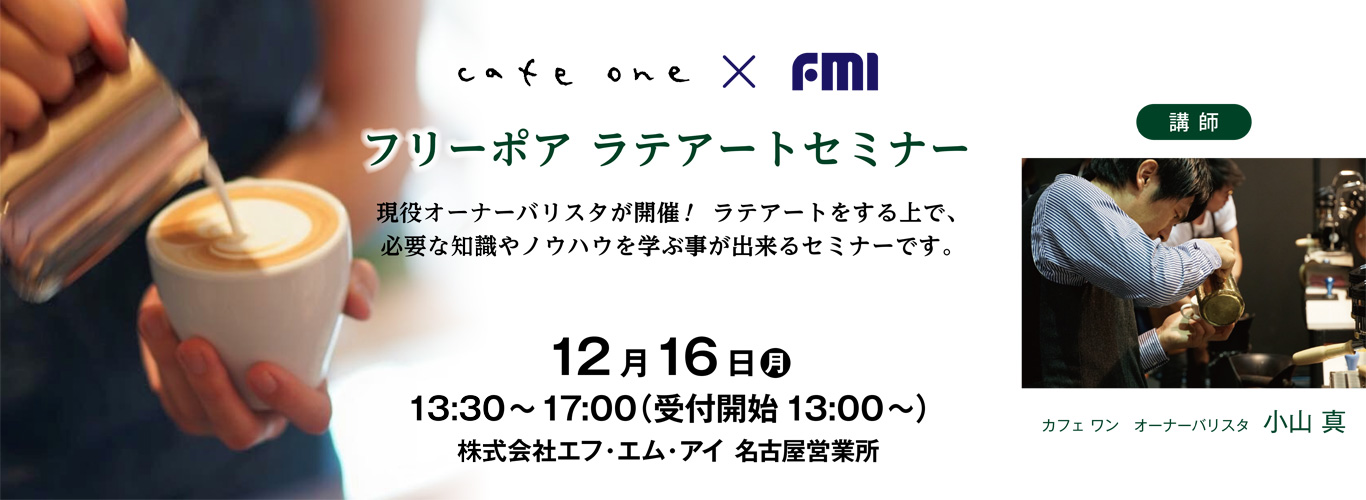 cafe one × FMI
フリーポア ラテアートセミナー
現役オーナーバリスタが開催! ラテアートをする上で、
必要な知識やノウハウを学ぶ事が出来るセミナーです。
12月16日月
13:30～17:00(受付開始 13:00～)
株式会社エフ・エム・アイ 名古屋営業所
講師
カフェ ワン オーナーバリスタ 小山 真